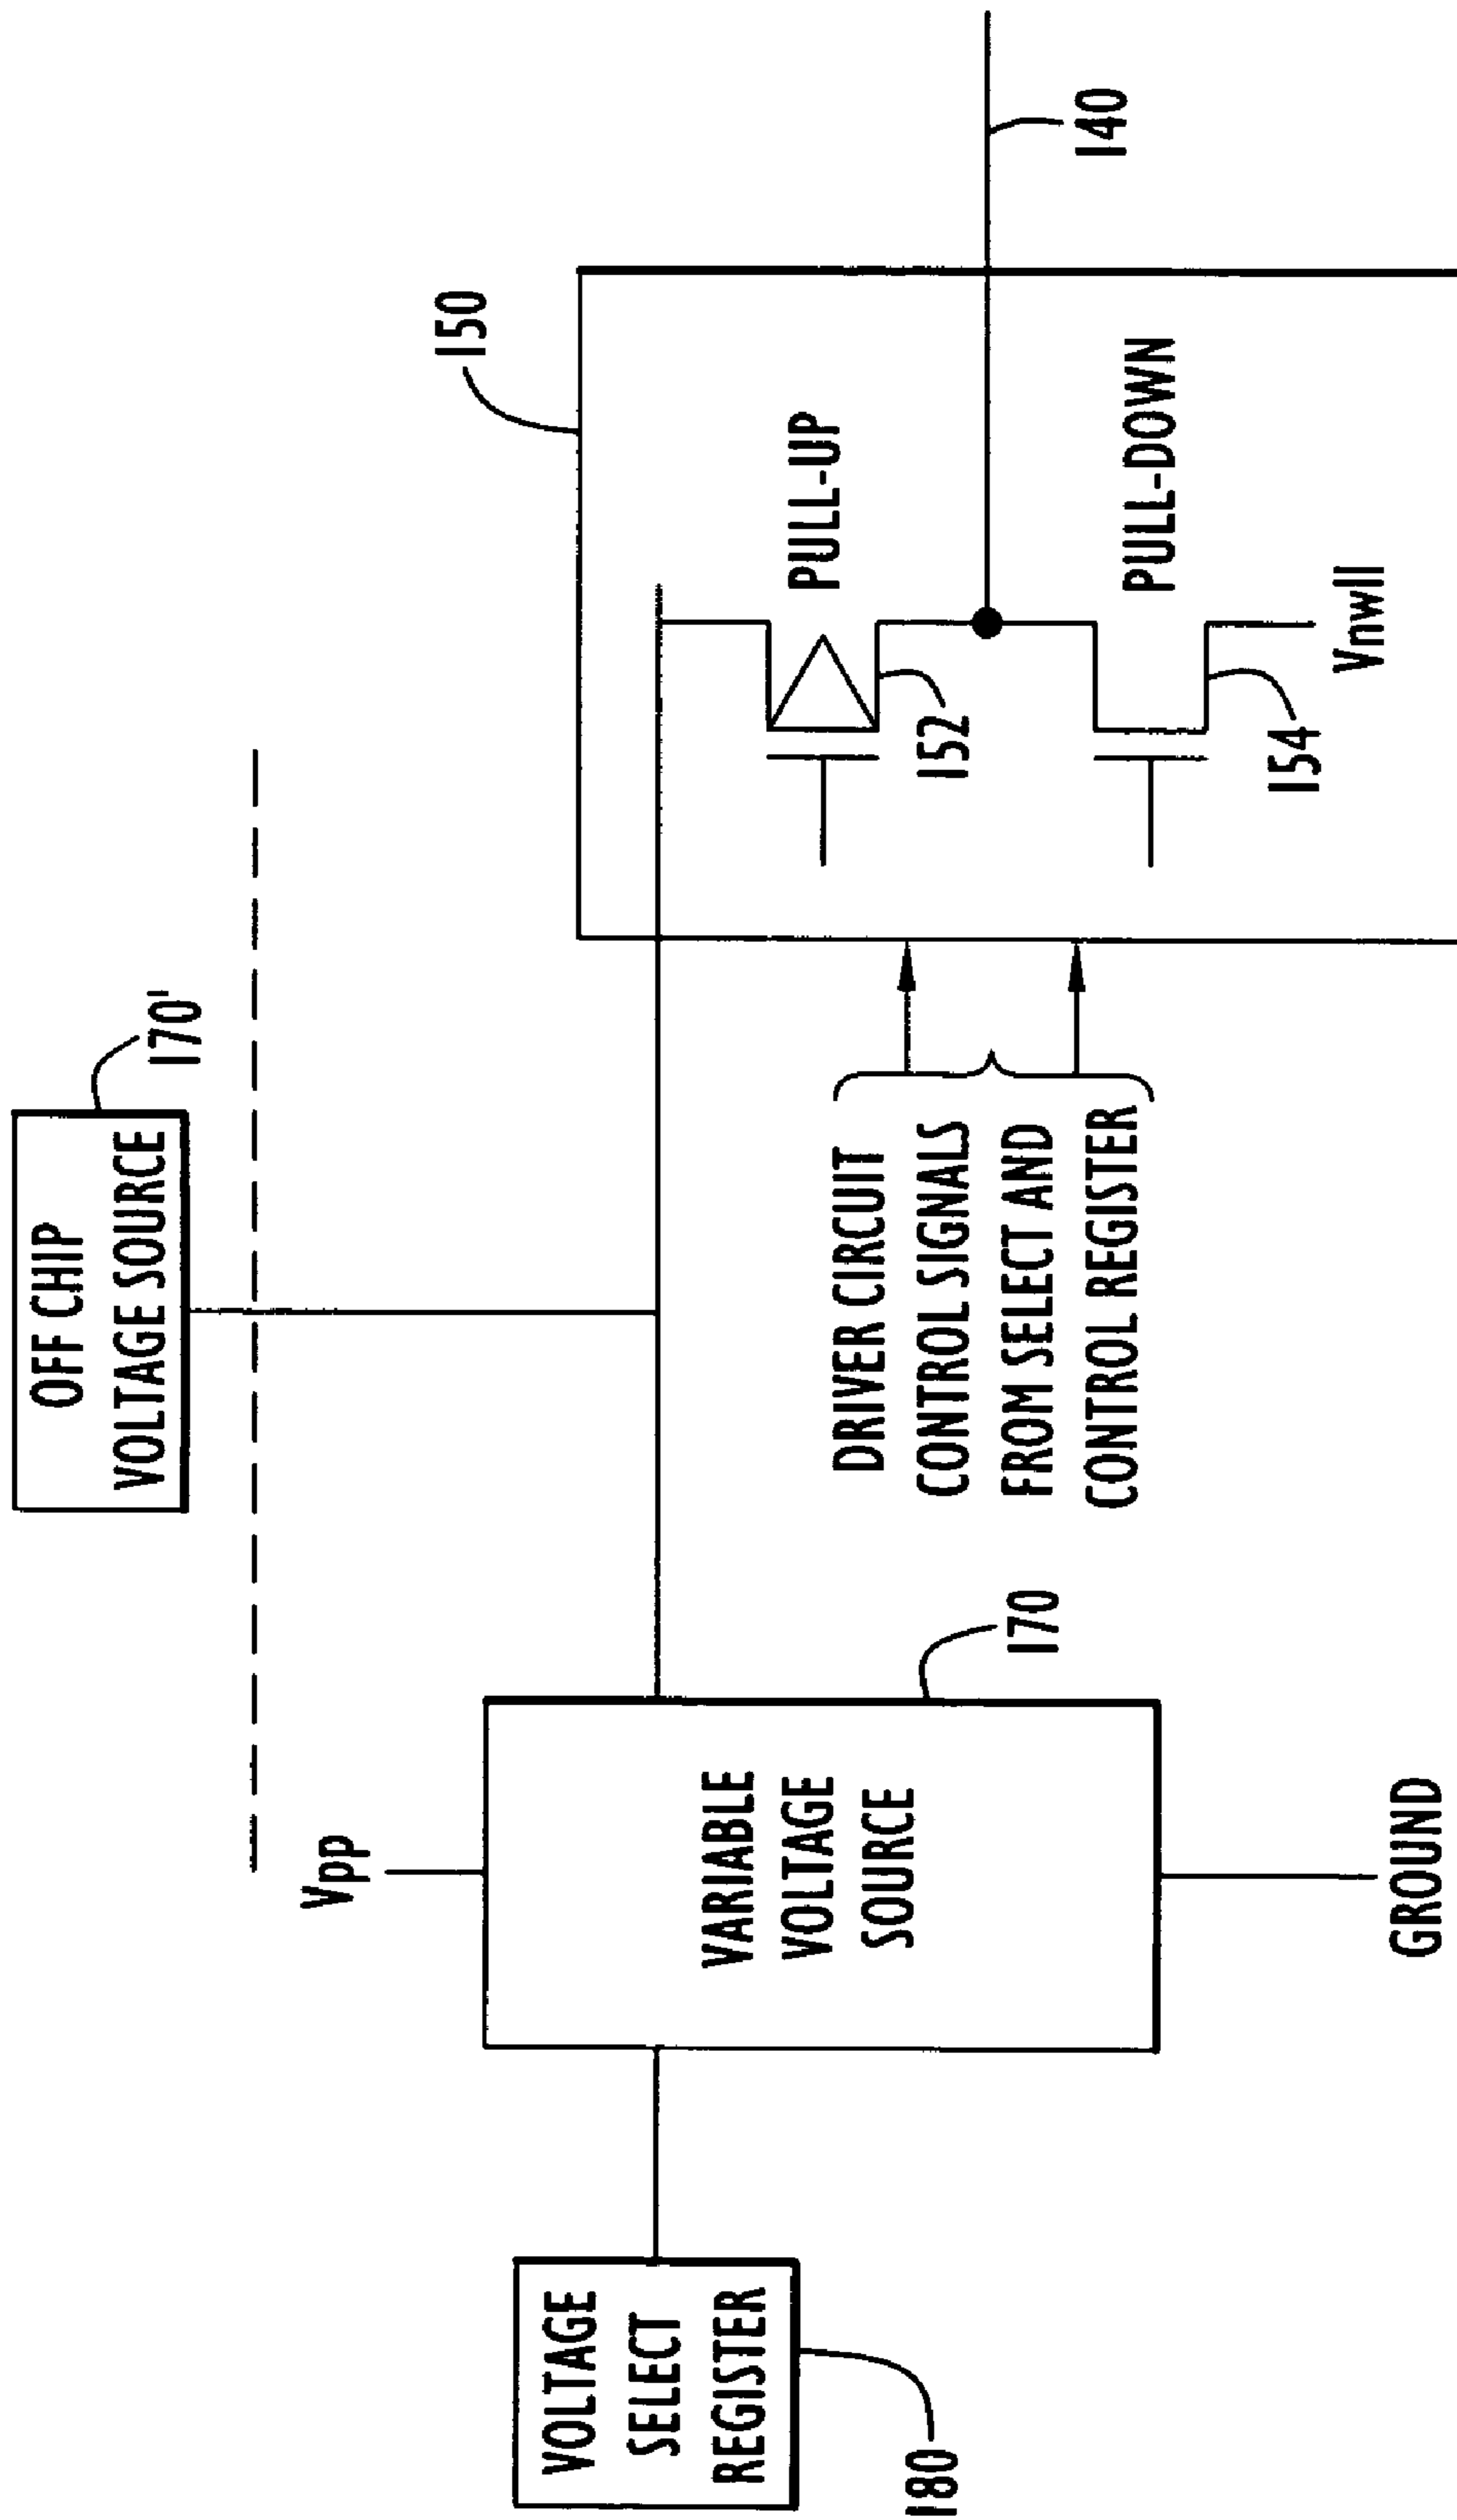 OFF CHIP
VOLTAGE SOURCE
170'
150
Vpp
VOLTAGE
SELECT
REGISTER
180
VARIABLE
VOLTAGE
SOURCE
170
GROUND
DRIVER CIRCUIT
CONTROL SIGNALS
FROM SELECT AND
CONTROL REGISTER
PULL-UP
152
140
PULL-DOWN
154
Vnwll